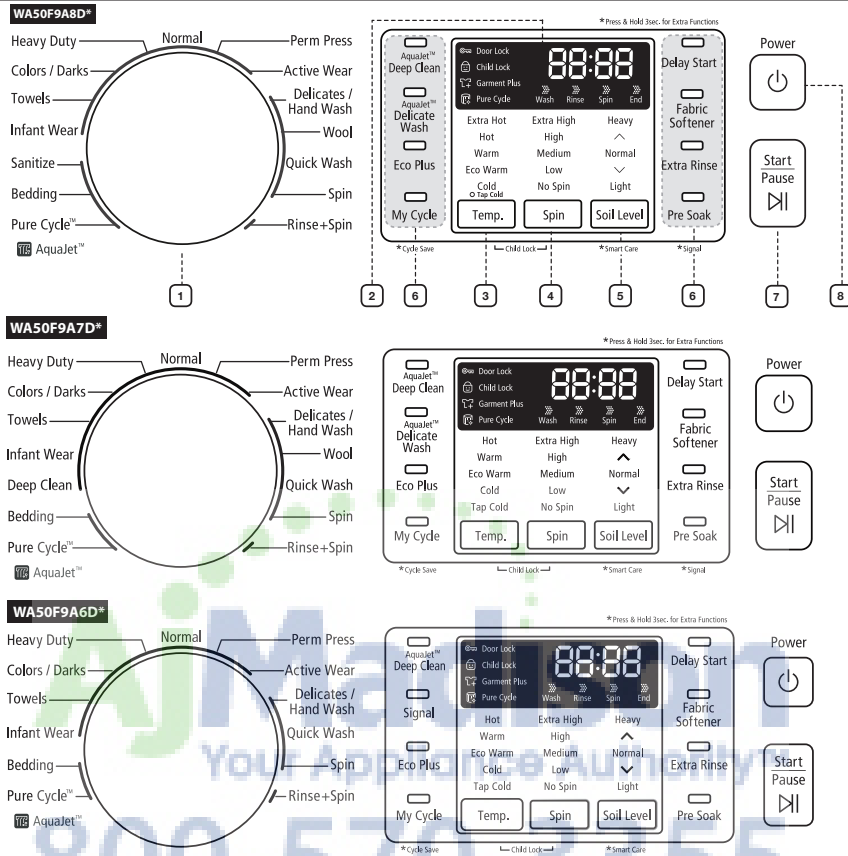 WA50F9A8D*
Heavy Duty
Normal
Perm Press
Colors / Darks
Active Wear
Towels
Delicates /
Hand Wash
Infant Wear
Wool
Sanitize
Quick Wash
Bedding
Spin
Pure Cycle™
Rinse+Spin
AquaJet™
*Press & Hold 3sec. for Extra Functions
AquaJet™
Deep Clean
AquaJet™
Delicate
Wash
Eco Plus
My Cycle
Door Lock
Child Lock
Garment Plus
Pure Cycle
88:88
Wash Rinse Spin End
Extra Hot Extra High Heavy
Hot High
Warm Medium Normal
Eco Warm Low
Cold No Spin Light
Tap Cold
Temp. Spin Soil Level
Delay Start
Fabric
Softener
Extra Rinse
Pre Soak
*Cycle Save Child Lock *Smart Care *Signal
Power
Start
Pause
1 2 6 3 4 5 6 7 8
WA50F9A7D*
Heavy Duty
Normal
Perm Press
Colors / Darks
Active Wear
Towels
Delicates /
Hand Wash
Infant Wear
Wool
Deep Clean
Quick Wash
Bedding
Spin
Pure Cycle™
Rinse+Spin
AquaJet™
*Press & Hold 3sec. for Extra Functions
AquaJet™
Deep Clean
AquaJet™
Delicate
Wash
Eco Plus
My Cycle
Door Lock
Child Lock
Garment Plus
Pure Cycle
88:88
Wash Rinse Spin End
Hot Extra High Heavy
Warm High
Eco Warm Medium Normal
Cold Low
Tap Cold No Spin Light
Temp. Spin Soil Level
Delay Start
Fabric
Softener
Extra Rinse
Pre Soak
*Cycle Save Child Lock *Smart Care *Signal
Power
Start
Pause
WA50F9A6D*
Heavy Duty
Normal
Perm Press
Colors / Darks
Active Wear
Towels
Delicates /
Hand Wash
Infant Wear
Quick Wash
Bedding
Spin
Pure Cycle™
Rinse+Spin
AquaJet™
*Press & Hold 3sec. for Extra Functions
AquaJet™
Deep Clean
Signal
Eco Plus
My Cycle
Door Lock
Child Lock
Garment Plus
Pure Cycle
88:88
Wash Rinse Spin End
Hot Extra High Heavy
Warm High
Eco Warm Medium Normal
Cold Low
Tap Cold No Spin Light
Temp. Spin Soil Level
Delay Start
Fabric
Softener
Extra Rinse
Pre Soak
*Cycle Save Child Lock *Smart Care
Power
Start
Pause
AjMadison
Your Appliance Authority™